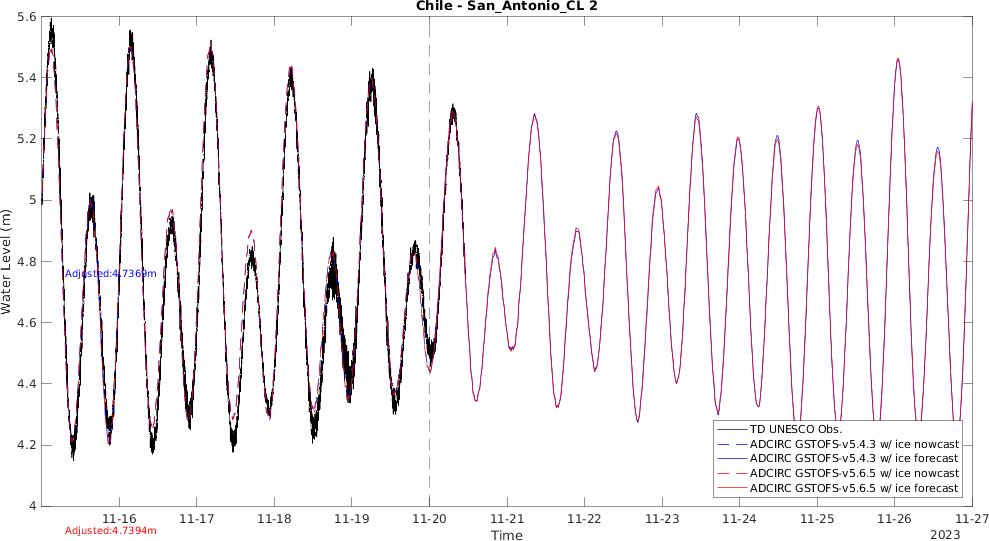 Chile - San_Antonio_CL 2
5.6
5.4
5.2
5
4.8
4.6
4.4
4.2
4
Water Level (m)
Adjusted:4.7369m
Adjusted:4.7394m
TD UNESCO Obs.
ADCIRC GSTOFS-v5.4.3 w/ ice nowcast
ADCIRC GSTOFS-v5.4.3 w/ ice forecast
ADCIRC GSTOFS-v5.6.5 w/ ice nowcast
ADCIRC GSTOFS-v5.6.5 w/ ice forecast
11-16 11-17 11-18 11-19 11-20 11-21 11-22 11-23 11-24 11-25 11-26 11-27
Time
2023